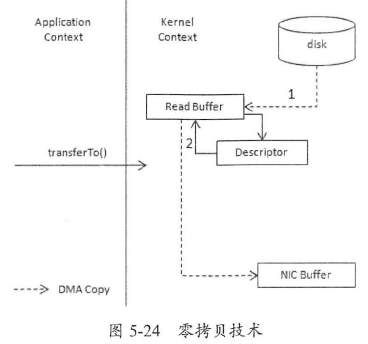 Application
Context
Kernel
Context
disk
1
Read Buffer
2
Descriptor
transferTo()
NIC Buffer
DMA Copy
图 5-24 零拷贝技术